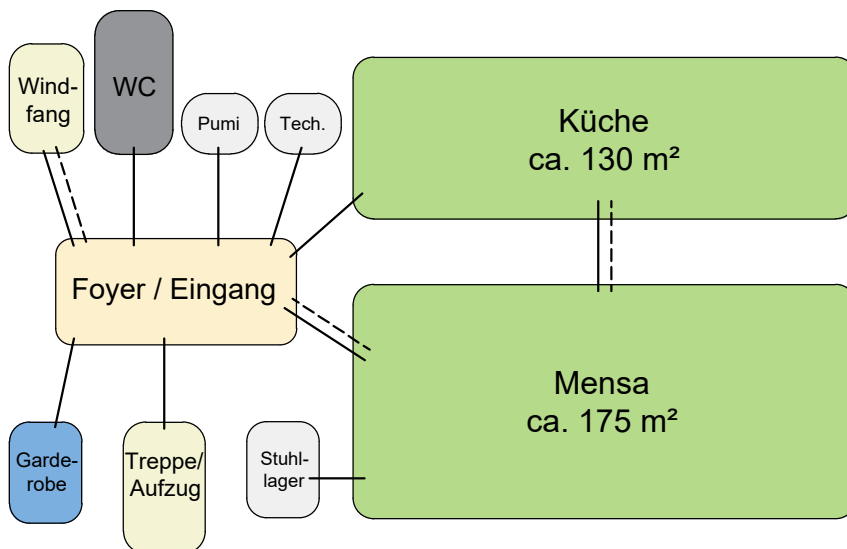 Wind-
fang
WC
Pumi
Tech.
Küche
ca. 130 m²
Foyer / Eingang
Mensa
ca. 175 m²
Garde-
robe
Treppe/
Aufzug
Stuhl-
lager